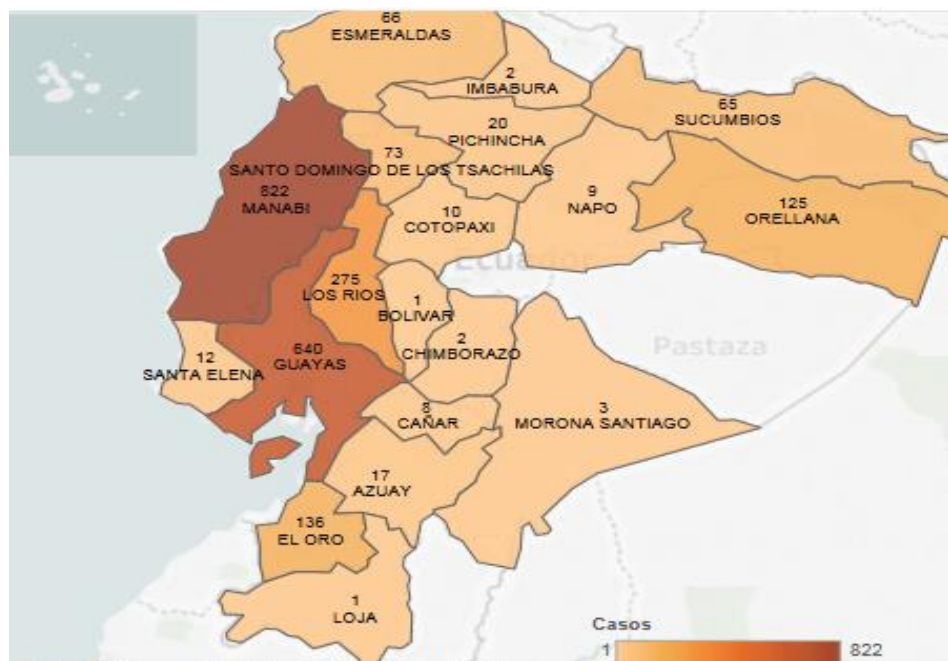 66
ESMERALDAS
2
IMBABURA
65
SUCUMBIOS
20
PICHINCHA
73
SANTO DOMINGO DE LOS TSACHILAS
822
MANABI
9
NAPO
125
ORELLANA
10
COTOPAXI
Ecuador
275
LOS RIOS
1
BOLIVAR
2
CHIMBORAZO
Pastaza
12
SANTA ELENA
640
GUAYAS
8
CAÑAR
3
MORONA SANTIAGO
17
AZUAY
136
EL ORO
1
LOJA
Casos
1 822